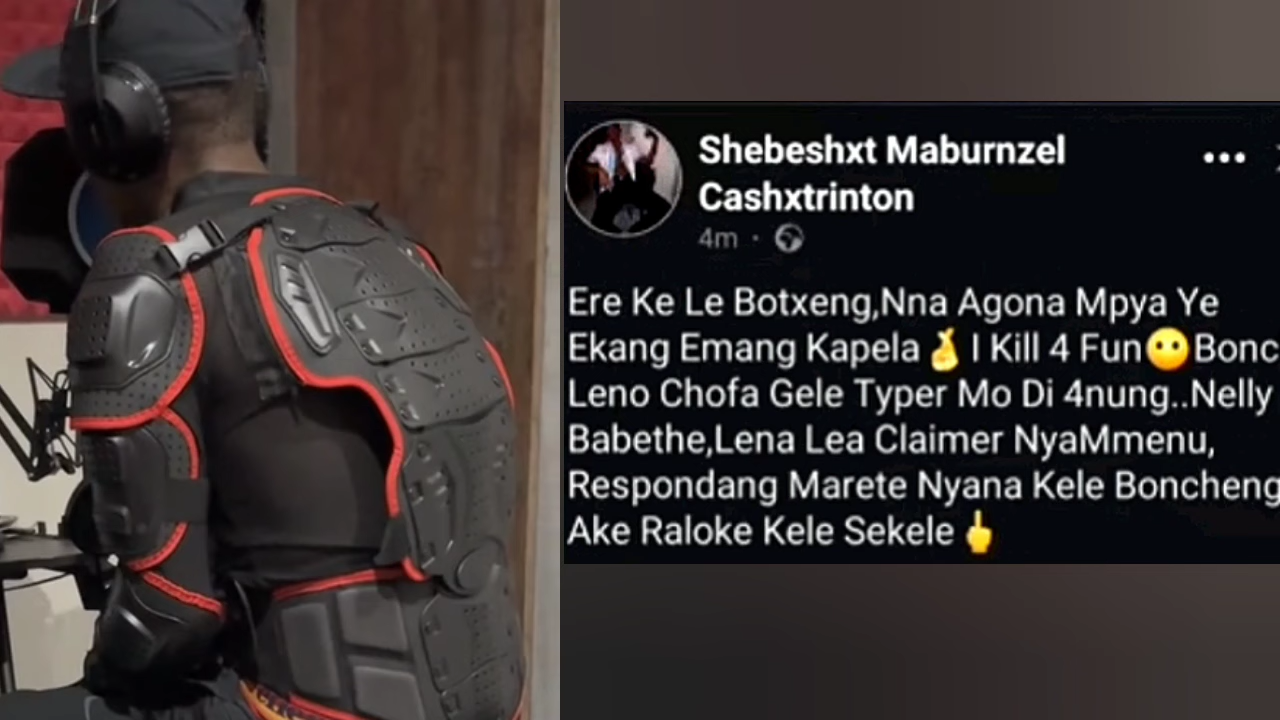 Shebeshxt Maburnzel
Cashxtrinton
4m ·
Ere Ke Le Botxeng,Nna Agona Mpya Ye
Ekang Emang Kapela🫰I Kill 4 Fun😶Bonc
Leno Chofa Gele Typer Mo Di 4nung..Nelly
Babethe,Lena Lea Claimer NyaMmenu,
Respondang Marete Nyana Kele Boncheng
Ake Raloke Kele Sekele🖕